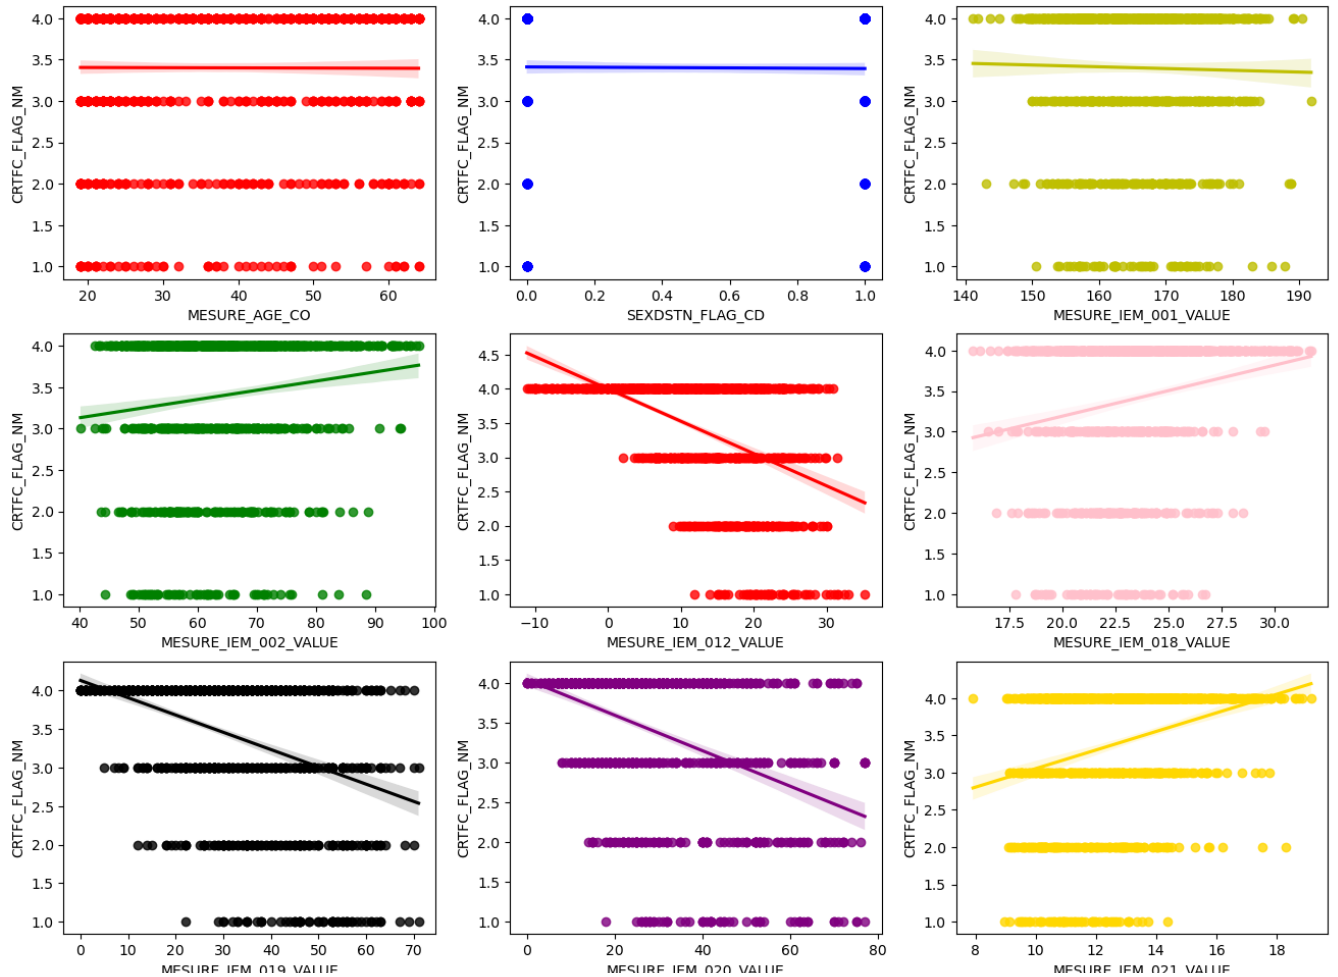 CRTFC_FLAG_NM
4.0
3.5
3.0
2.5
2.0
1.5
1.0
20 30 40 50 60
MESURE_AGE_CO
CRTFC_FLAG_NM
4.0
3.5
3.0
2.5
2.0
1.5
1.0
0.0 0.2 0.4 0.6 0.8 1.0
SEXDSTN_FLAG_CD
CRTFC_FLAG_NM
4.0
3.5
3.0
2.5
2.0
1.5
1.0
140 150 160 170 180 190
MESURE_IEM_001_VALUE
CRTFC_FLAG_NM
4.0
3.5
3.0
2.5
2.0
1.5
1.0
40 50 60 70 80 90 100
MESURE_IEM_002_VALUE
CRTFC_FLAG_NM
4.5
4.0
3.5
3.0
2.5
2.0
1.5
1.0
−10 0 10 20 30
MESURE_IEM_012_VALUE
CRTFC_FLAG_NM
4.0
3.5
3.0
2.5
2.0
1.5
1.0
17.5 20.0 22.5 25.0 27.5 30.0
MESURE_IEM_018_VALUE
CRTFC_FLAG_NM
4.0
3.5
3.0
2.5
2.0
1.5
1.0
0 10 20 30 40 50 60 70
MESURE_IEM_019_VALUE
CRTFC_FLAG_NM
4.0
3.5
3.0
2.5
2.0
1.5
1.0
0 20 40 60 80
MESURE_IEM_020_VALUE
CRTFC_FLAG_NM
4.0
3.5
3.0
2.5
2.0
1.5
1.0
8 10 12 14 16 18
MESURE_IEM_021_VALUE